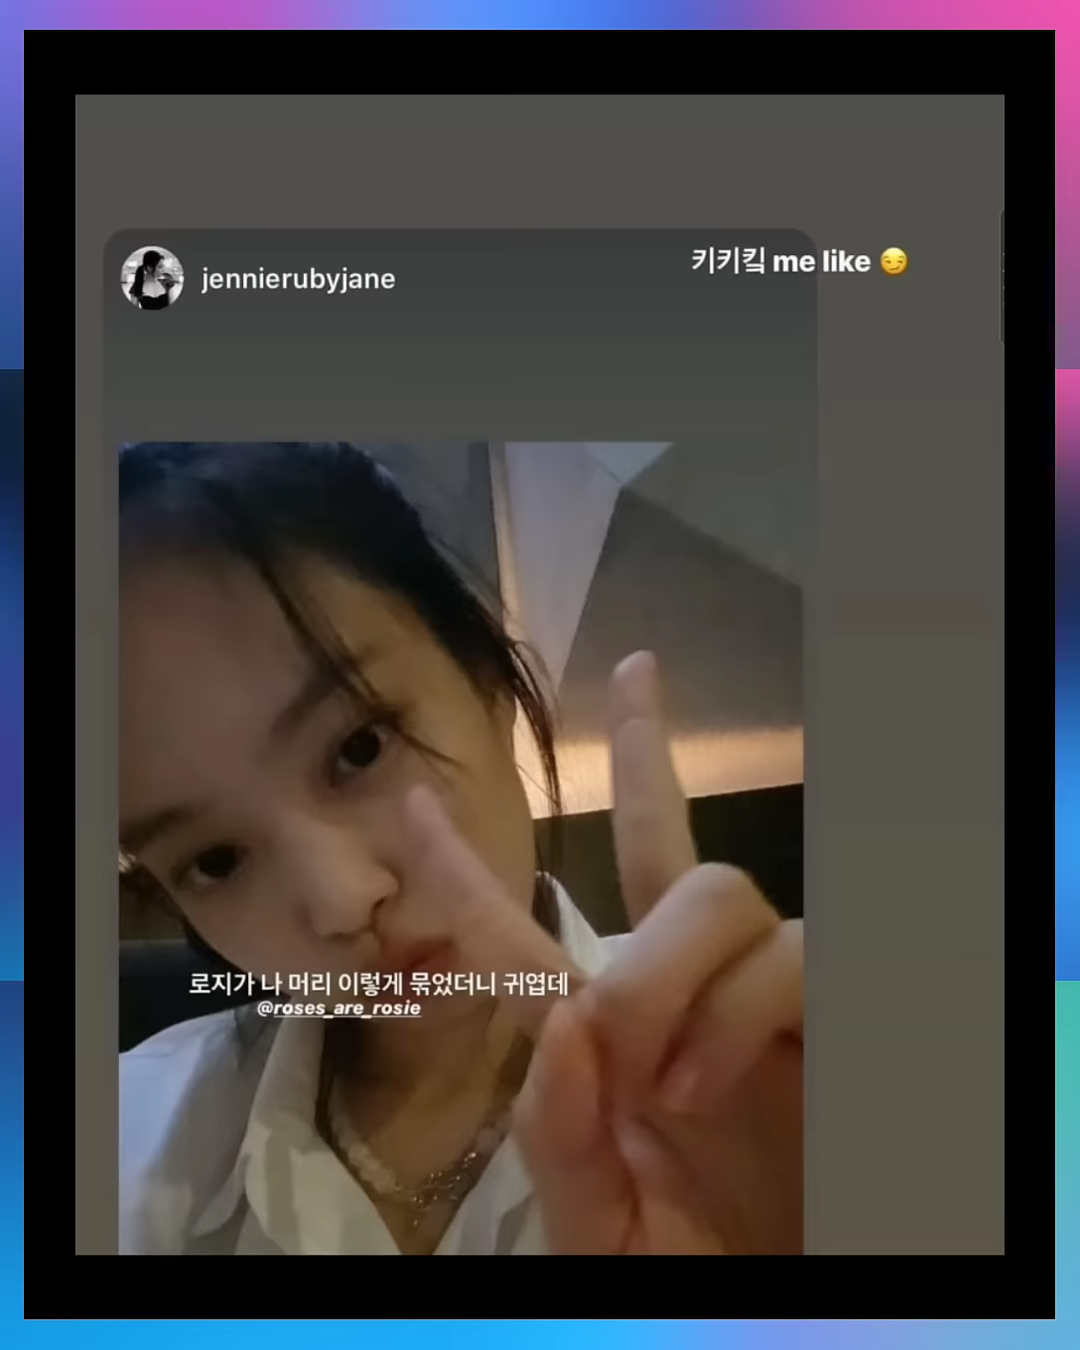 jennierubyjane
키키킼 me like 😏
로지가 나 머리 이렇게 묶었더니 귀엽데
@roses_are_rosie